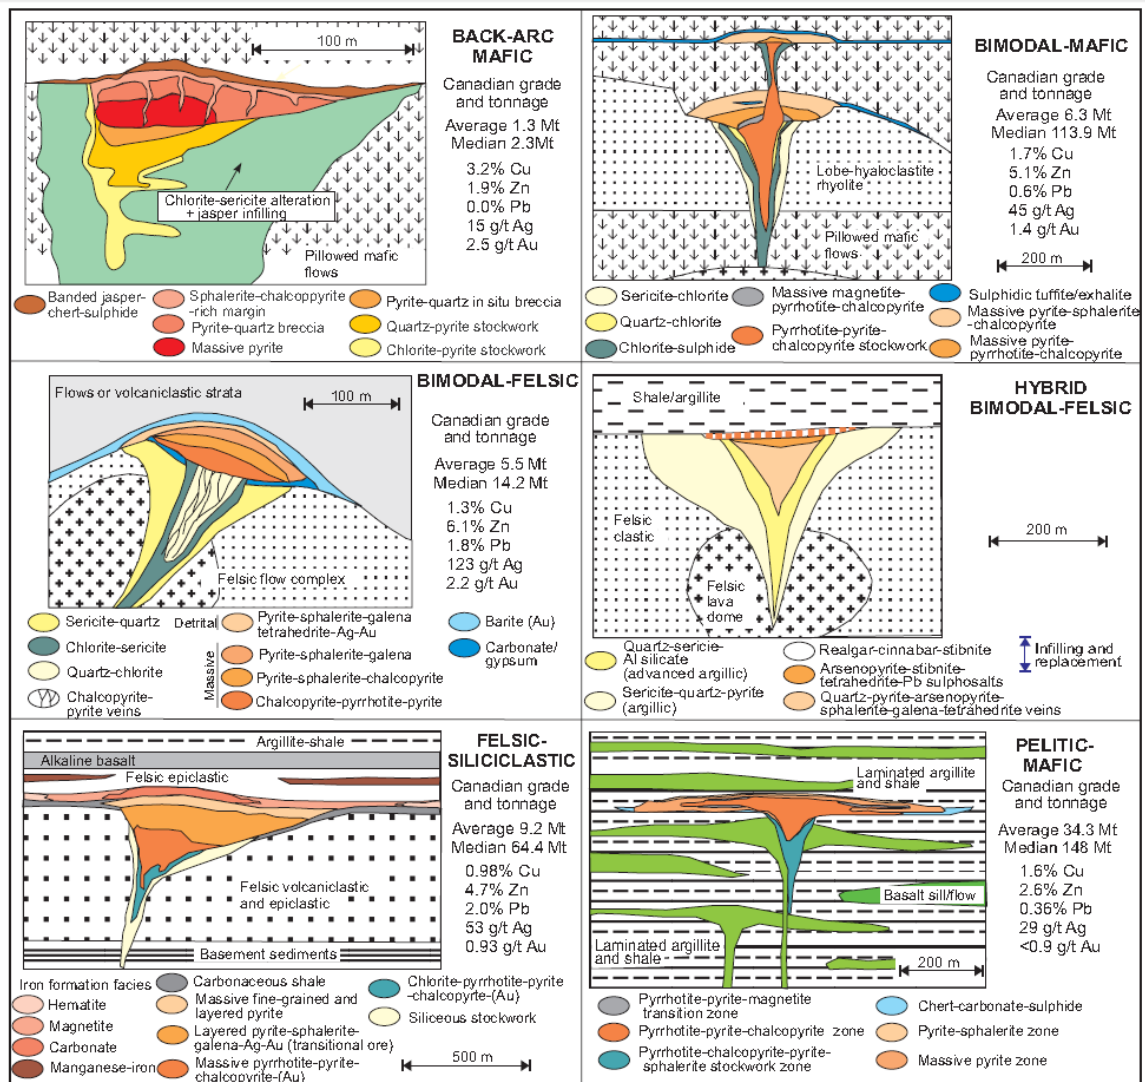 BACK-ARC
MAFIC
100 m
Canadian grade
and tonnage
Average 1.3 Mt
Median 2.3Mt
3.2% Cu
1.9% Zn
0.0% Pb
15 g/t Ag
2.5 g/t Au
Chlorite-sericite alteration
+ jasper infilling
Pillowed mafic
flows
Banded jasper-
chert-sulphide
Sphalerite-chalcoppyrite
-rich margin
Pyrite-quartz breccia
Massive pyrite
Pyrite-quartz in situ breccia
Quartz-pyrite stockwork
Chlorite-pyrite stockwork
BIMODAL-MAFIC
Canadian grade
and tonnage
Average 6.3 Mt
Median 113.9 Mt
1.7% Cu
5.1% Zn
0.6% Pb
45 g/t Ag
1.4 g/t Au
200 m
Lobe-hyaloclastite
rhyolite
Pillowed mafic
flows
Sericite-chlorite
Quartz-chlorite
Chlorite-sulphide
Massive magnetite-
pyrrhotite-chalcopyrite
Pyrrhotite-pyrite-
chalcopyrite stockwork
Sulphidic tuffite/exhalite
Massive pyrite-sphalerite
-chalcopyrite
Massive pyrite-
pyrrhotite-chalcopyrite
BIMODAL-FELSIC
Flows or volcaniclastic strata
100 m
Canadian grade
and tonnage
Average 5.5 Mt
Median 14.2 Mt
1.3% Cu
6.1% Zn
1.8% Pb
123 g/t Ag
2.2 g/t Au
Felsic flow complex
Sericite-quartz
Chlorite-sericite
Quartz-chlorite
Chalcopyrite-
pyrite veins
Detrital
Pyrite-sphalerite-galena
tetrahedrite-Ag-Au
Massive
Pyrite-sphalerite-galena
Pyrite-sphalerite-chalcopyrite
Chalcopyrite-pyrrhotite-pyrite
Barite (Au)
Carbonate/
gypsum
HYBRID
BIMODAL-FELSIC
Shale/argillite
Felsic
clastic
Felsic
lava
dome
200 m
Quartz-sericie-
Al silicate
(advanced argillic)
Sericite-quartz-pyrite
(argillic)
Realgar-cinnabar-stibnite
Arsenopyrite-stibnite-
tetrahedrite-Pb sulphosalts
Quartz-pyrite-arsenopyrite-
sphalerite-galena-tetrahedrite veins
Infilling and
replacement
FELSIC-
SILICICLASTIC
Argillite-shale
Alkaline basalt
Felsic epiclastic
Canadian grade
and tonnage
Average 9.2 Mt
Median 64.4 Mt
0.98% Cu
4.7% Zn
2.0% Pb
53 g/t Ag
0.93 g/t Au
Felsic volcaniclastic
and epiclastic
Basement sediments
Iron formation facies
Hematite
Magnetite
Carbonate
Manganese-iron
Carbonaceous shale
Massive fine-grained and
layered pyrite
Layered pyrite-sphalerite-
galena-Ag-Au (transitional ore)
Massive pyrrhotite-pyrite-
chalcopyrite-(Au)
Chlorite-pyrrhotite-pyrite
-chalcopyrte-(Au)
Siliceous stockwork
500 m
PELITIC-
MAFIC
Laminated argillite
and shale
Canadian grade
and tonnage
Average 34.3 Mt
Median 148 Mt
1.6% Cu
2.6% Zn
0.36% Pb
29 g/t Ag
<0.9 g/t Au
Basalt sill/flow
Laminated argillite
and shale
200 m
Pyrrhotite-pyrite-magnetite
transition zone
Pyrrhotite-pyrite-chalcopyrite zone
Pyrrhotite-chalcopyrite-pyrite-
sphalerite stockwork zone
Chert-carbonate-sulphide
Pyrite-sphalerite zone
Massive pyrite zone